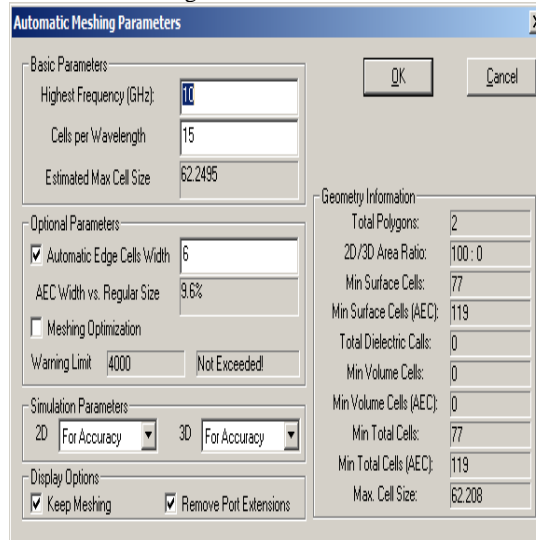 Automatic Meshing Parameters
Basic Parameters
Highest Frequency (GHz): 10
Cells per Wavelength 15
Estimated Max Cell Size 62.2495
OK Cancel
Optional Parameters
Automatic Edge Cells Width 6
AEC Width vs. Regular Size 9.6%
Meshing Optimization
Warning Limit 4000 Not Exceeded!
Simulation Parameters
2D For Accuracy 3D For Accuracy
Display Options
Keep Meshing Remove Port Extensions
Geometry Information
Total Polygons: 2
2D/3D Area Ratio: 100 : 0
Min Surface Cells: 77
Min Surface Cells (AEC): 119
Total Dielectric Calls: 0
Min Volume Cells: 0
Min Volume Cells (AEC): 0
Min Total Cells: 77
Min Total Cells (AEC): 119
Max. Cell Size: 62.208